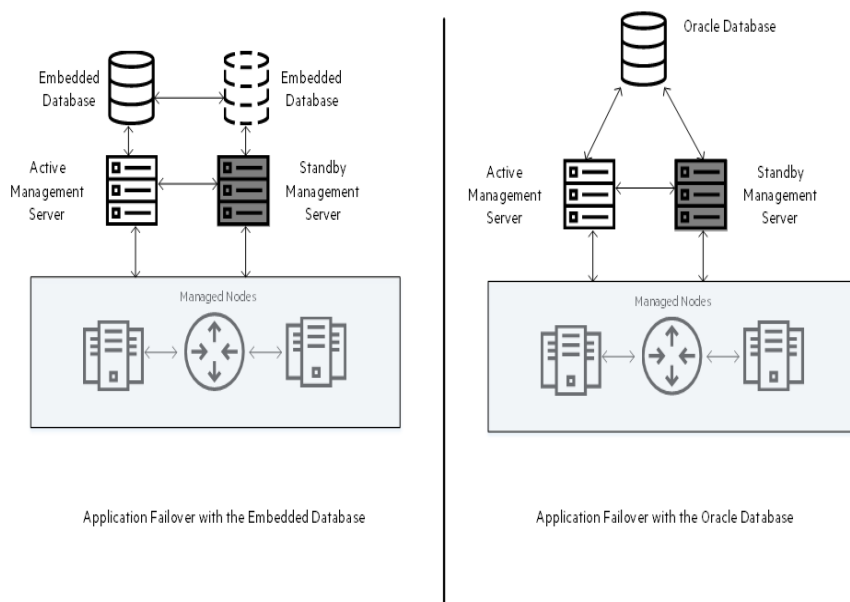 Embedded
Database
Embedded
Database
Active
Management
Server
Standby
Management
Server
Managed Nodes
Application Failover with the Embedded Database
Oracle Database
Active
Management
Server
Standby
Management
Server
Managed Nodes
Application Failover with the Oracle Database